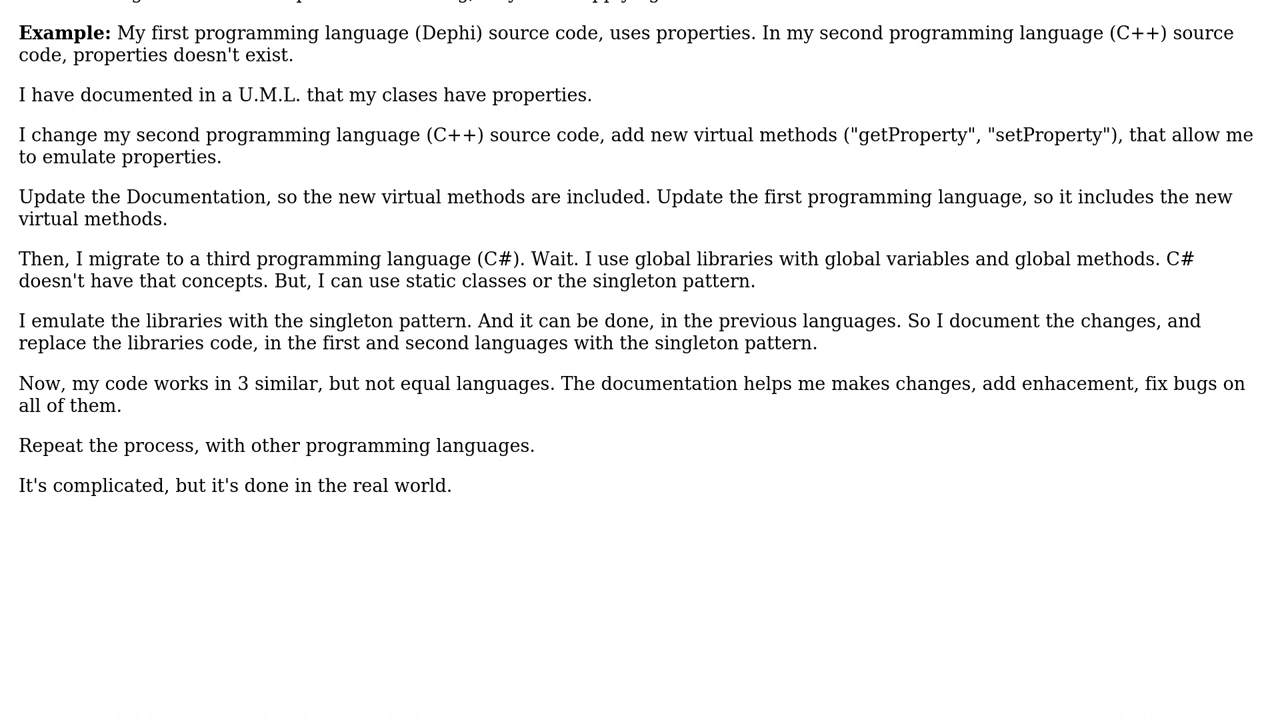 Example: My first programming language (Dephi) source code, uses properties. In my second programming language (C++) source
code, properties doesn't exist.
I have documented in a U.M.L. that my clases have properties.
I change my second programming language (C++) source code, add new virtual methods ("getProperty", "setProperty"), that allow me
to emulate properties.
Update the Documentation, so the new virtual methods are included. Update the first programming language, so it includes the new
virtual methods.
Then, I migrate to a third programming language (C#). Wait. I use global libraries with global variables and global methods. C#
doesn't have that concepts. But, I can use static classes or the singleton pattern.
I emulate the libraries with the singleton pattern. And it can be done, in the previous languages. So I document the changes, and
replace the libraries code, in the first and second languages with the singleton pattern.
Now, my code works in 3 similar, but not equal languages. The documentation helps me makes changes, add enhacement, fix bugs on
all of them.
Repeat the process, with other programming languages.
It's complicated, but it's done in the real world.